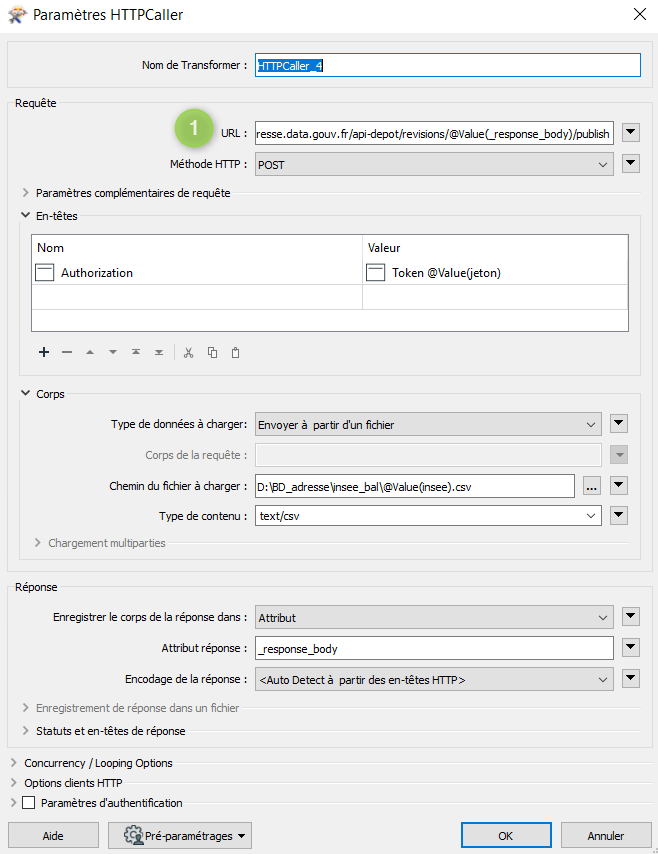 Paramètres HTTPCaller
Nom de Transformer : HTTPCaller_4
Requête
1
URL : resse.data.gouv.fr/api-depot/revisions/@Value(_response_body)/publish
Méthode HTTP : POST
Paramètres complémentaires de requête
En-têtes
Nom Valeur
Authorization Token @Value(jeton)
Corps
Type de données à charger: Envoyer à partir d'un fichier
Corps de la requête :
Chemin du fichier à charger : D:\BD_adresse\insee_bal\@Value(insee).csv ...
Type de contenu : text/csv
Chargement multiparties
Réponse
Enregistrer le corps de la réponse dans : Attribut
Attribut réponse : _response_body
Encodage de la réponse : <Auto Detect à partir des en-têtes HTTP>
Enregistrement de réponse dans un fichier
Statuts et en-têtes de réponse
Concurrency / Looping Options
Options clients HTTP
Paramètres d'authentification
Aide Pré-paramétrages OK Annuler